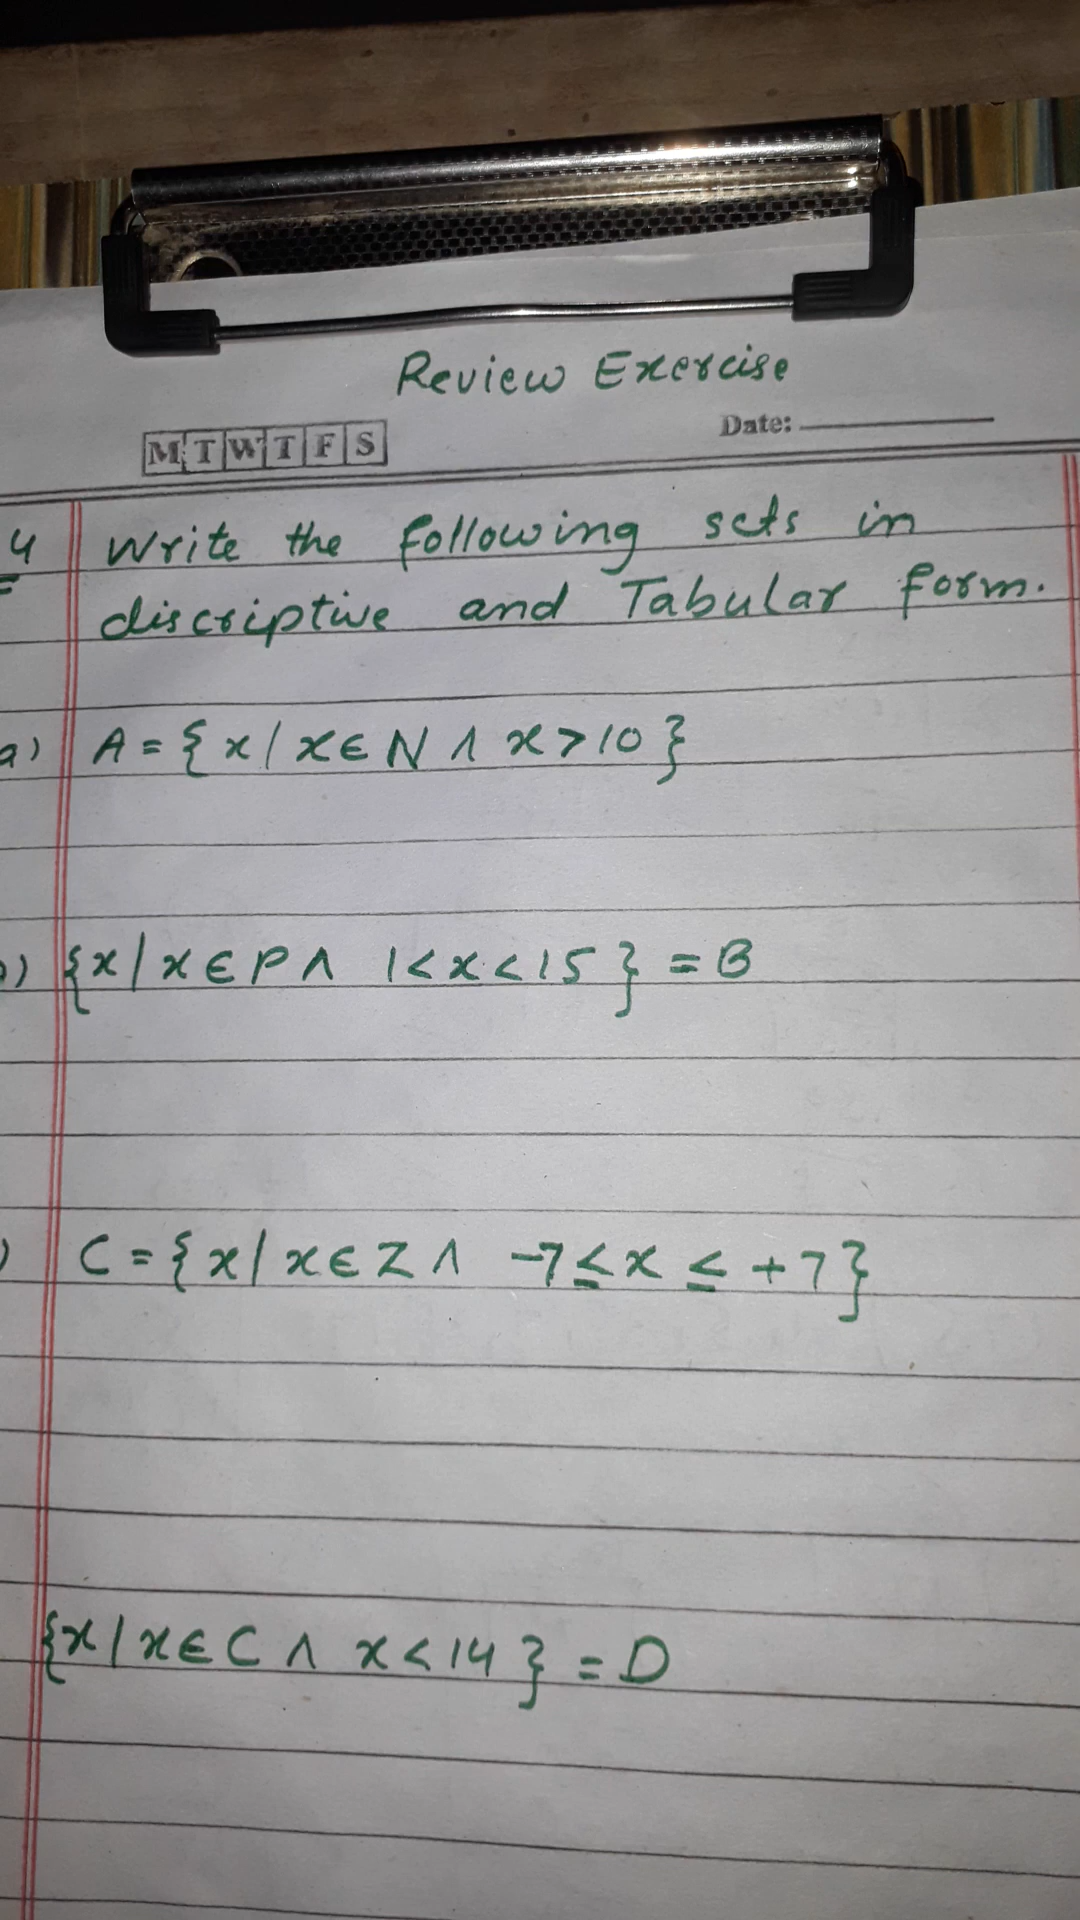 Review Exercise
M T W T F S Date:
4 Write the following sets in
discriptive and Tabular form.
a) A = { x / x ∈ N ∧ x > 10 }
) { x / x ∈ P ∧ 1 < x < 15 } = B
) C = { x / x ∈ Z ∧ -7 ≤ x ≤ +7 }
{ x / x ∈ C ∧ x < 14 } = D